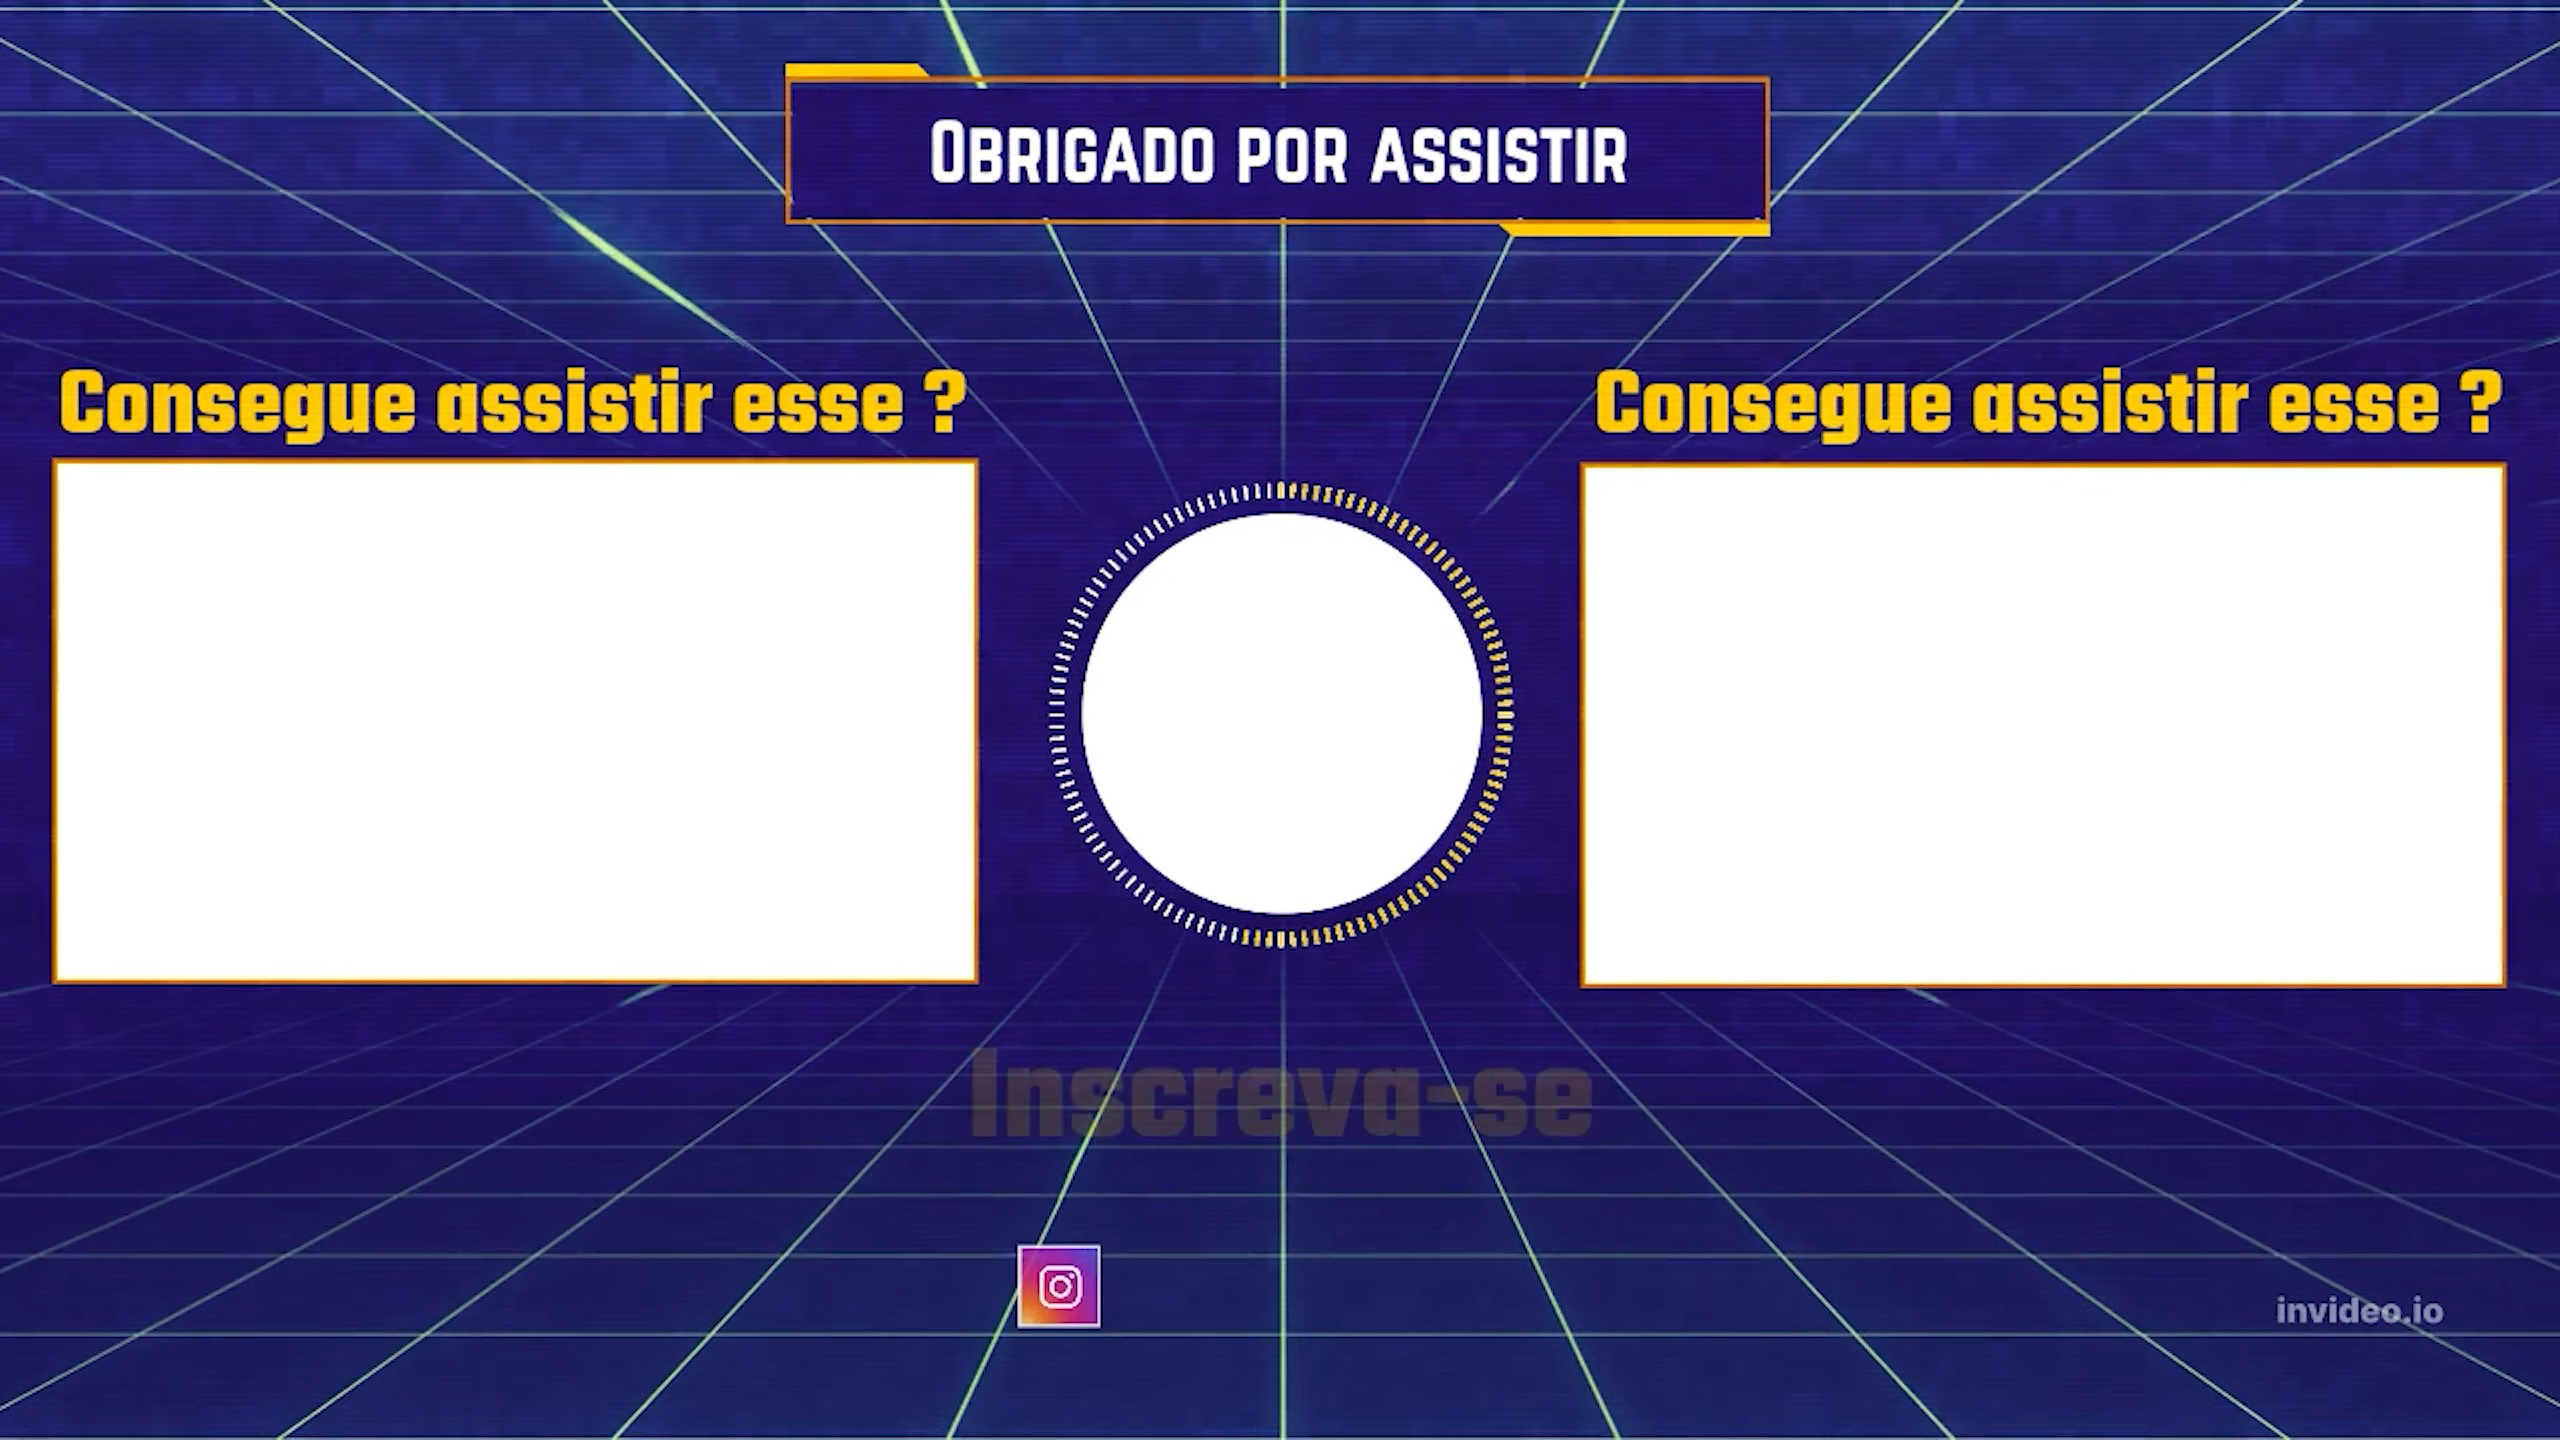 Obrigado por assistir
Consegue assistir esse ?
Consegue assistir esse ?
Inscreva-se
invideo.io